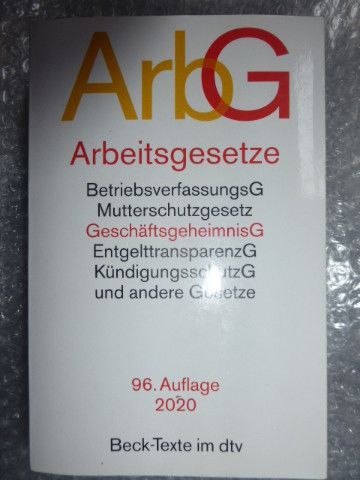 ArbG
Arbeitsgesetze
BetriebsverfassungsG
Mutterschutzgesetz
GeschäftsgeheimnisG
EntgelttransparenzG
KündigungsschutzG
und andere Gesetze
96. Auflage
2020
Beck-Texte im dtv